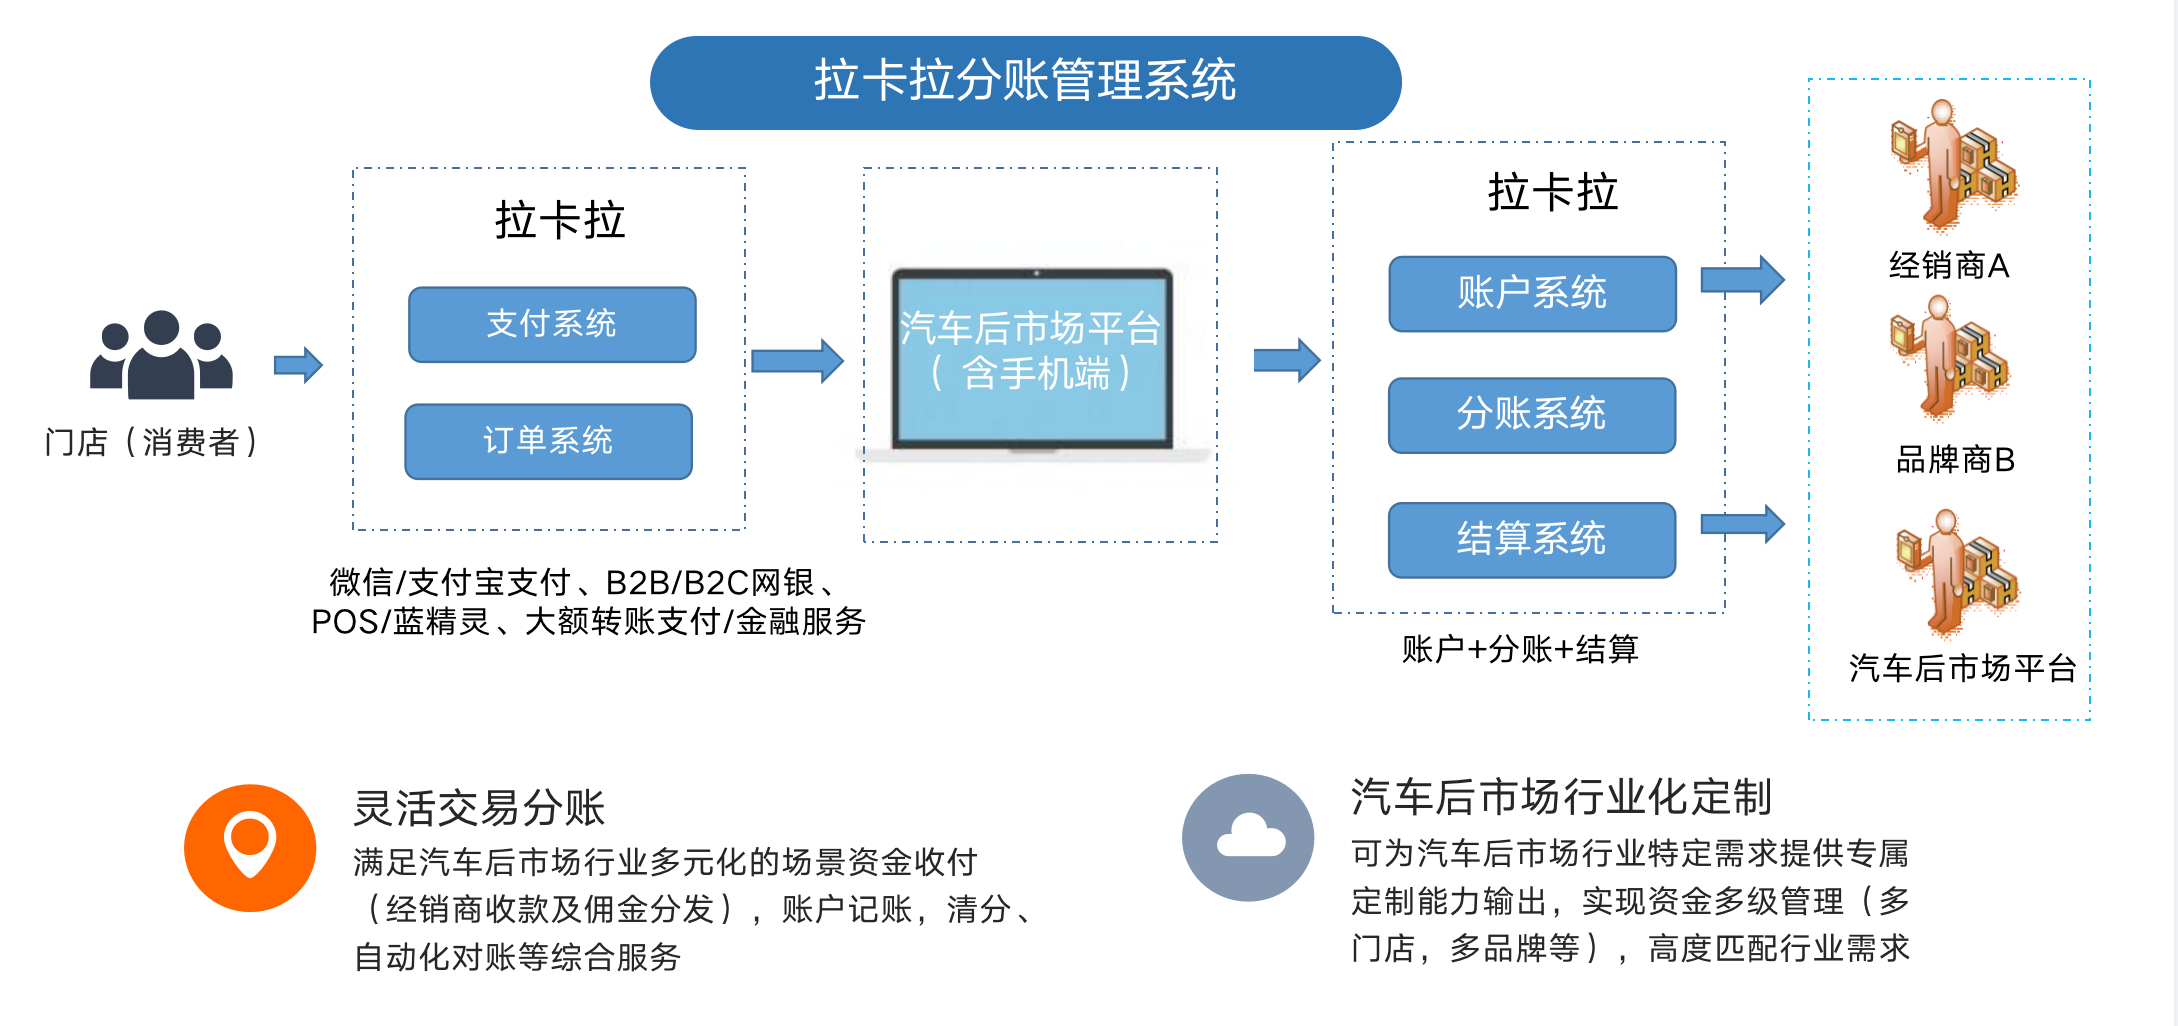 拉卡拉分账管理系统
门店（消费者）
拉卡拉
支付系统
订单系统
微信/支付宝支付、B2B/B2C网银、
POS/蓝精灵、大额转账支付/金融服务
汽车后市场平台
（含手机端）
拉卡拉
账户系统
分账系统
结算系统
账户+分账+结算
经销商A
品牌商B
汽车后市场平台
灵活交易分账
满足汽车后市场行业多元化的场景资金收付
（经销商收款及佣金分发），账户记账，清分、
自动化对账等综合服务
汽车后市场行业化定制
可为汽车后市场行业特定需求提供专属
定制能力输出，实现资金多级管理（多
门店，多品牌等），高度匹配行业需求